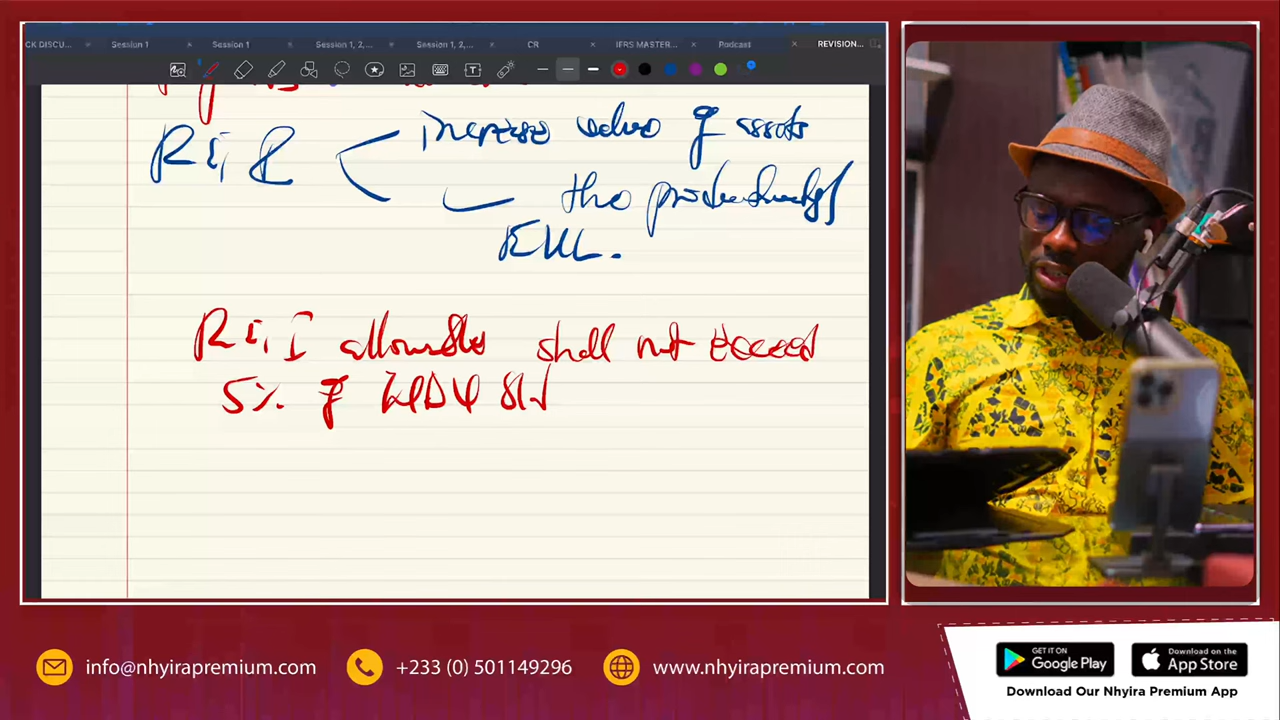 CK DISCU... Session 1 Session 1 Session 1, 2,... Session 1, 2,... CR IFRS MASTER... Podcast REVISION...
R & R increase value of assets
the productivity of
EUL.
R & I allowable shall not exceed
5% of WDV
info@nhyirapremium.com +233 (0) 501149296 www.nhyirapremium.com
GET IT ON Google Play Download on the App Store
Download Our Nhyira Premium App